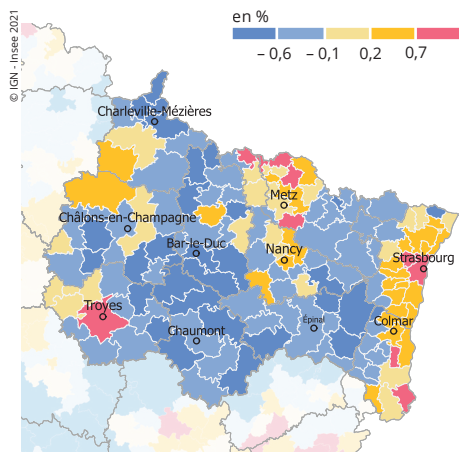 en %
– 0,6 – 0,1 0,2 0,7
© IGN - Insee 2021
Charleville-Mézières
Metz
Châlons-en-Champagne
Bar-le-Duc
Nancy
Strasbourg
Troyes
Épinal
Colmar
Chaumont